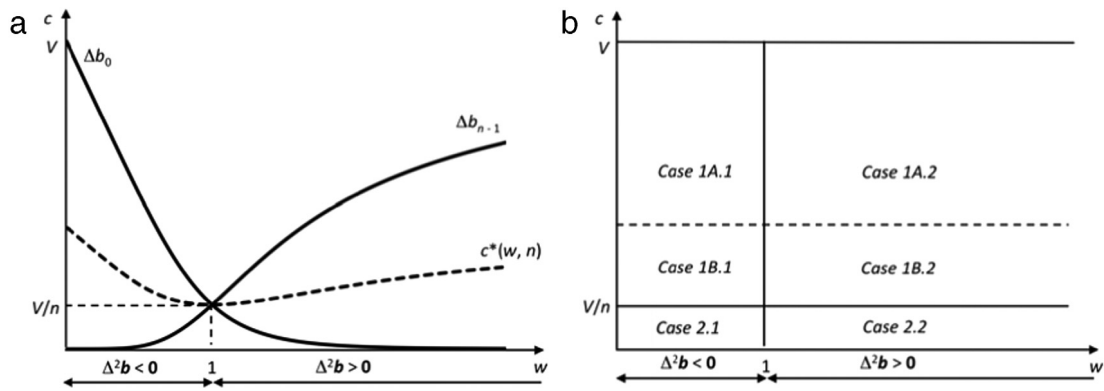 a
c
V
Δb₀
Δbₙ₋₁
c*(w, n)
V/n
Δ²b < 0
1
Δ²b > 0
w
b
c
V
Case 1A.1
Case 1A.2
Case 1B.1
Case 1B.2
V/n
Case 2.1
Case 2.2
Δ²b < 0
1
Δ²b > 0
w